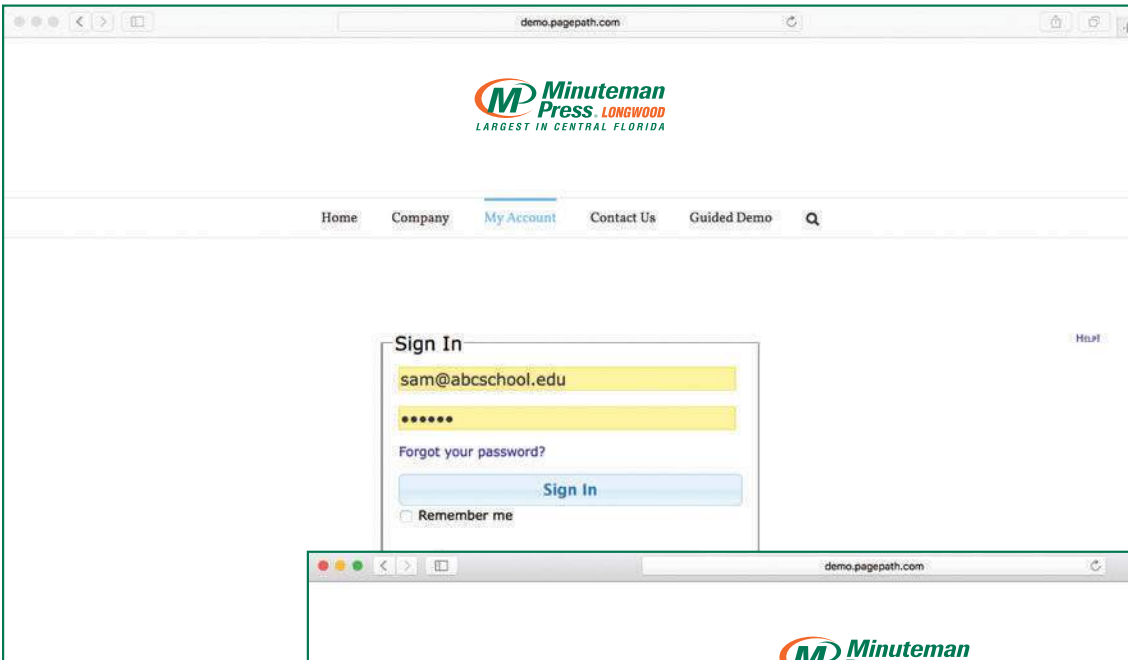 demo.pagepath.com
Minuteman
Press. LONGWOOD
LARGEST IN CENTRAL FLORIDA
Home Company My Account Contact Us Guided Demo
HELP!
Sign In
sam@abcschool.edu
••••••
Forgot your password?
Sign In
Remember me
demo.pagepath.com
Minuteman